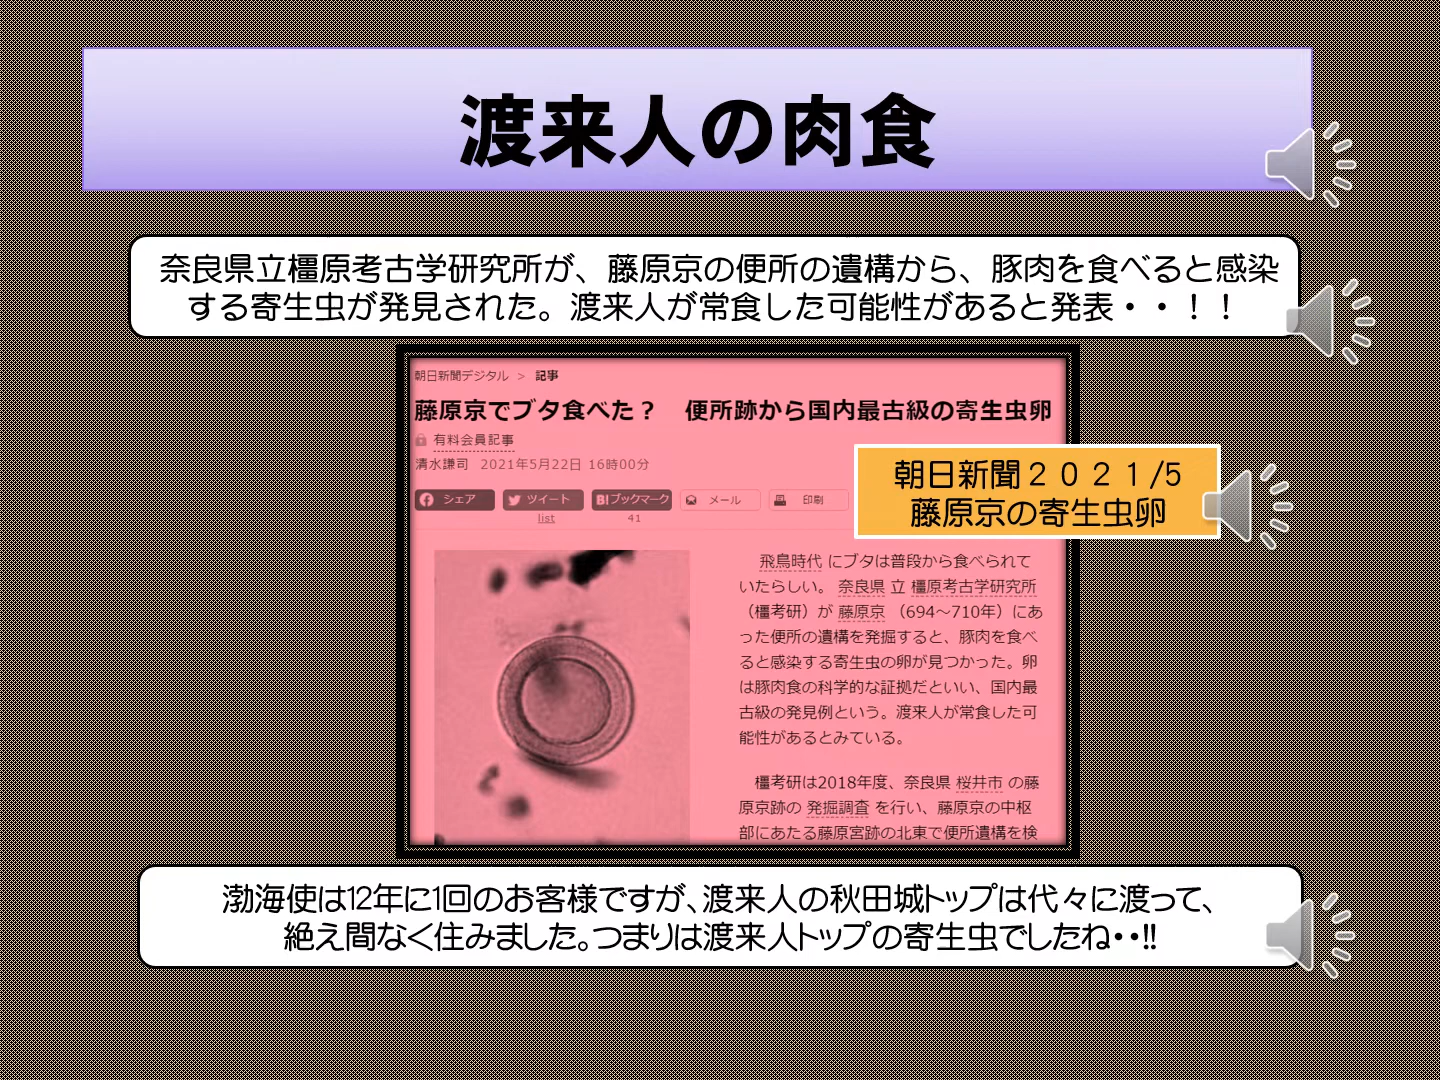 渡来人の肉食
奈良県立橿原考古学研究所が、藤原京の便所の遺構から、豚肉を食べると感染
する寄生虫が発見された。渡来人が常食した可能性があると発表・・！！
朝日新聞デジタル > 記事
藤原京でブタ食べた？　便所跡から国内最古級の寄生虫卵
有料会員記事
清水謙司　2021年5月22日 16時00分
シェア ツイート B!ブックマーク メール 印刷
list 41
朝日新聞２０２１/5
藤原京の寄生虫卵
飛鳥時代 にブタは普段から食べられて
いたらしい。 奈良県 立 橿原考古学研究所
（橿考研）が 藤原京 （694～710年）にあ
った便所の遺構を発掘すると、豚肉を食べ
ると感染する寄生虫の卵が見つかった。卵
は豚肉食の科学的な証拠だといい、国内最
古級の発見例という。渡来人が常食した可
能性があるとみている。
橿考研は2018年度、奈良県 桜井市 の藤
原京跡の 発掘調査 を行い、藤原京の中枢
部にあたる藤原宮跡の北東で便所遺構を検
渤海使は12年に1回のお客様ですが、渡来人の秋田城トップは代々に渡って、
絶え間なく住みました。つまりは渡来人トップの寄生虫でしたね・・!!